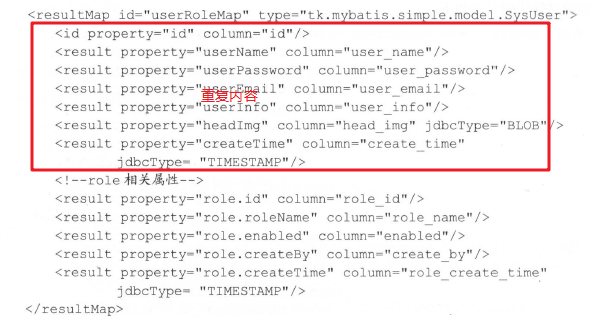 <resultMap id="userRoleMap" type="tk.mybatis.simple.model.SysUser">
<id property="id" column="id"/>
<result property="userName" column="user_name"/>
<result property="userPassword" column="user_password"/>
<result property="userEmail" column="user_email"/>
重复内容
<result property="userInfo" column="user_info"/>
<result property="headImg" column="head_img" jdbcType="BLOB"/>
<result property="createTime" column="create_time"
jdbcType= "TIMESTAMP"/>
<!--role 相关属性-->
<result property="role.id" column="role_id"/>
<result property="role.roleName" column="role_name"/>
<result property="role.enabled" column="enabled"/>
<result property="role.createBy" column="create_by"/>
<result property="role.createTime" column="role_create_time"
jdbcType= "TIMESTAMP"/>
</resultMap>